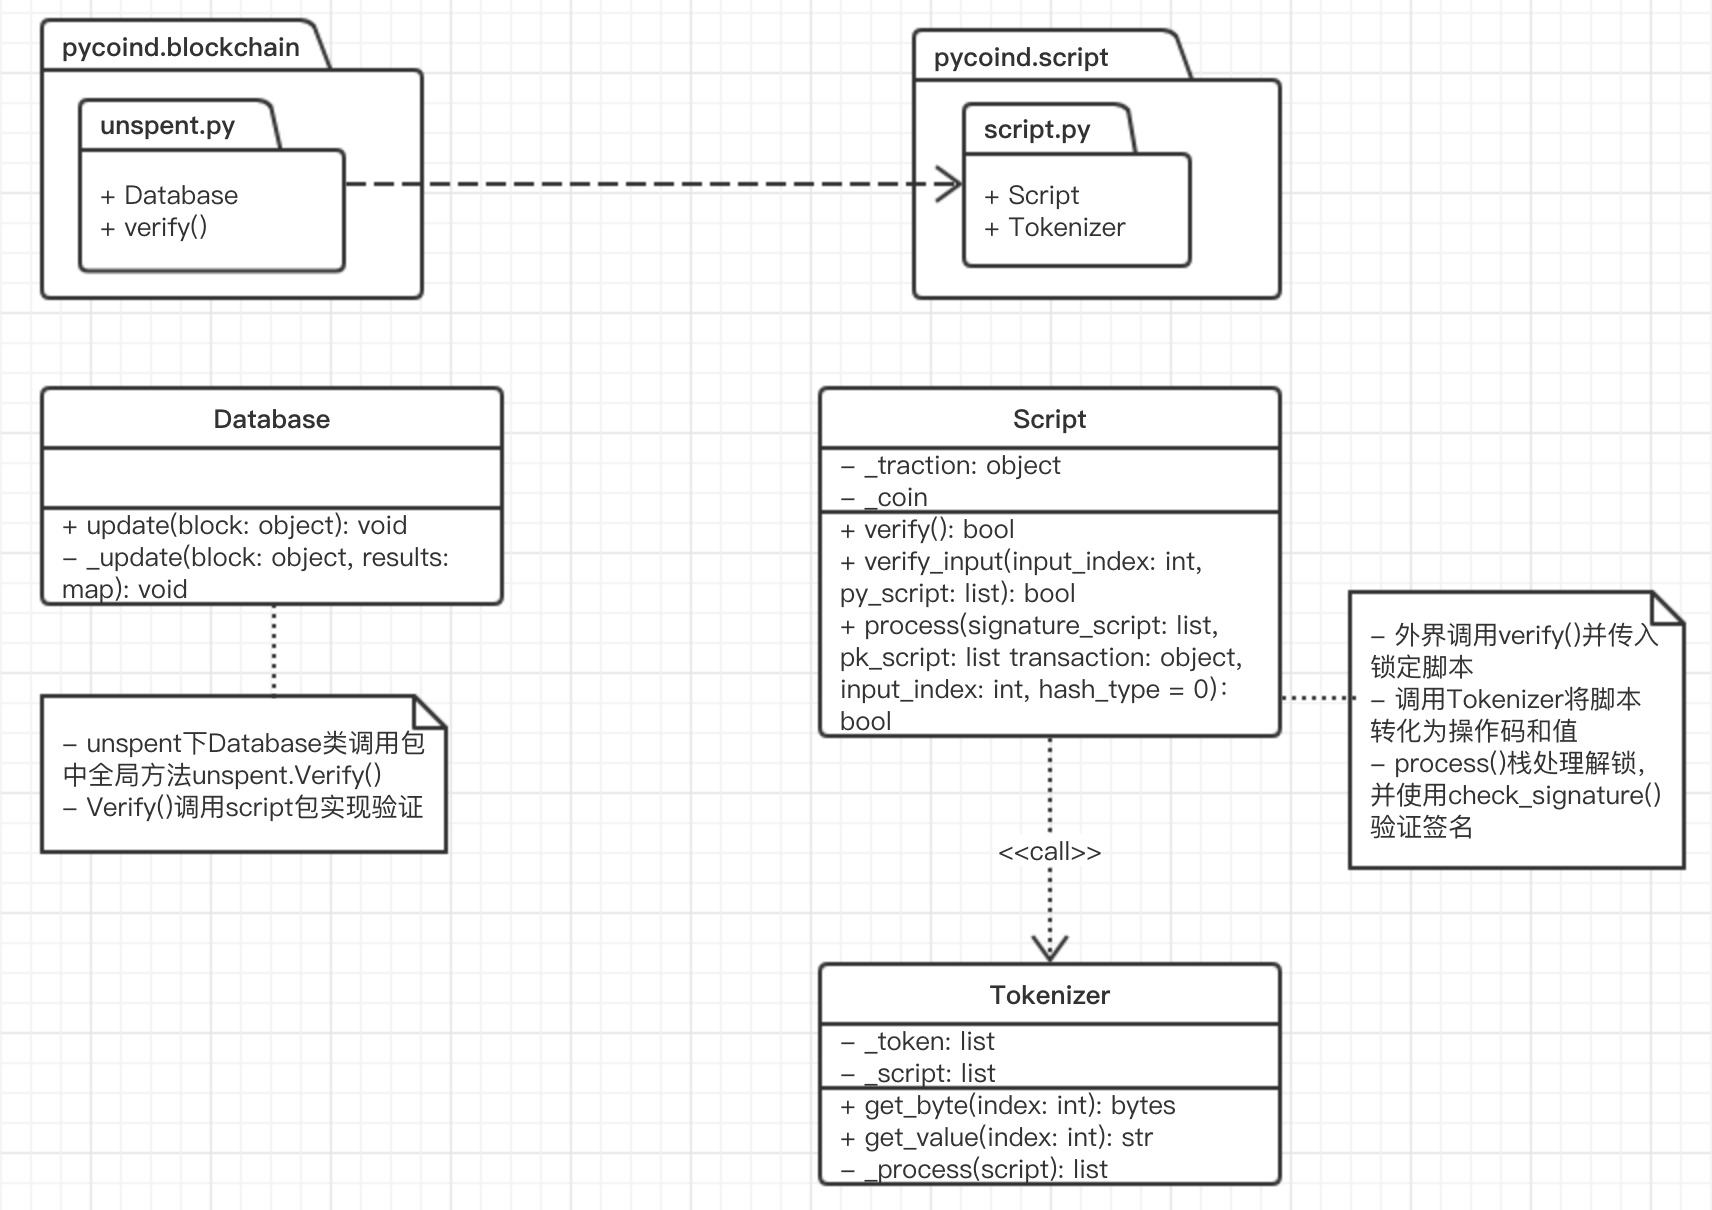 pycoind.blockchain
unspent.py
+ Database
+ verify()
pycoind.script
script.py
+ Script
+ Tokenizer
Database
+ update(block: object): void
- _update(block: object, results:
map): void
- unspent下Database类调用包
中全局方法unspent.Verify()
- Verify()调用script包实现验证
Script
- _traction: object
- _coin
+ verify(): bool
+ verify_input(input_index: int,
py_script: list): bool
+ process(signature_script: list,
pk_script: list transaction: object,
input_index: int, hash_type = 0):
bool
- 外界调用verify()并传入
锁定脚本
- 调用Tokenizer将脚本
转化为操作码和值
- process()栈处理解锁，
并使用check_signature()
验证签名
<<call>>
Tokenizer
- _token: list
- _script: list
+ get_byte(index: int): bytes
+ get_value(index: int): str
- _process(script): list